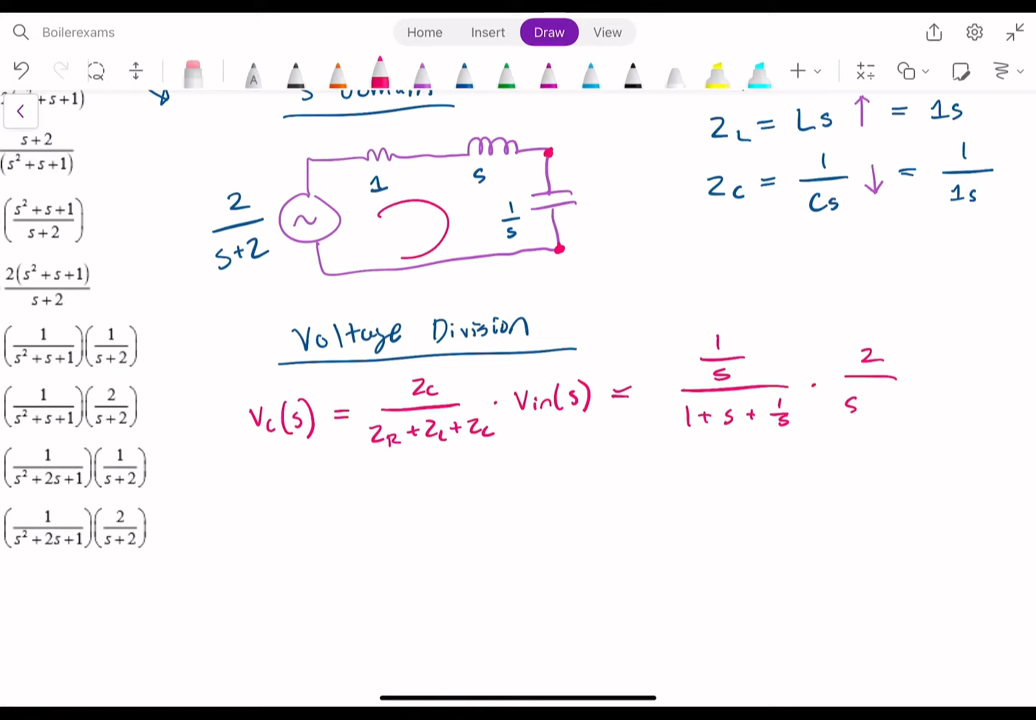 Boilerexams
Home Insert Draw View
A
+s+1)
s+2
(s²+s+1)
(s²+s+1
s+2)
2(s²+s+1)
s+2
(1
s²+s+1)(1
s+2)
(1
s²+s+1)(2
s+2)
(1
s²+2s+1)(1
s+2)
(1
s²+2s+1)(2
s+2)
2
s+2
~
1
s
1
s
Z_L = Ls ↑ = 1s
Z_C = 1/Cs ↓ = 1/1s
Voltage Division
V_C(s) = Z_C/(Z_R+Z_L+Z_C) · Vin(s) = (1/s)/(1+s+1/s) · 2/s